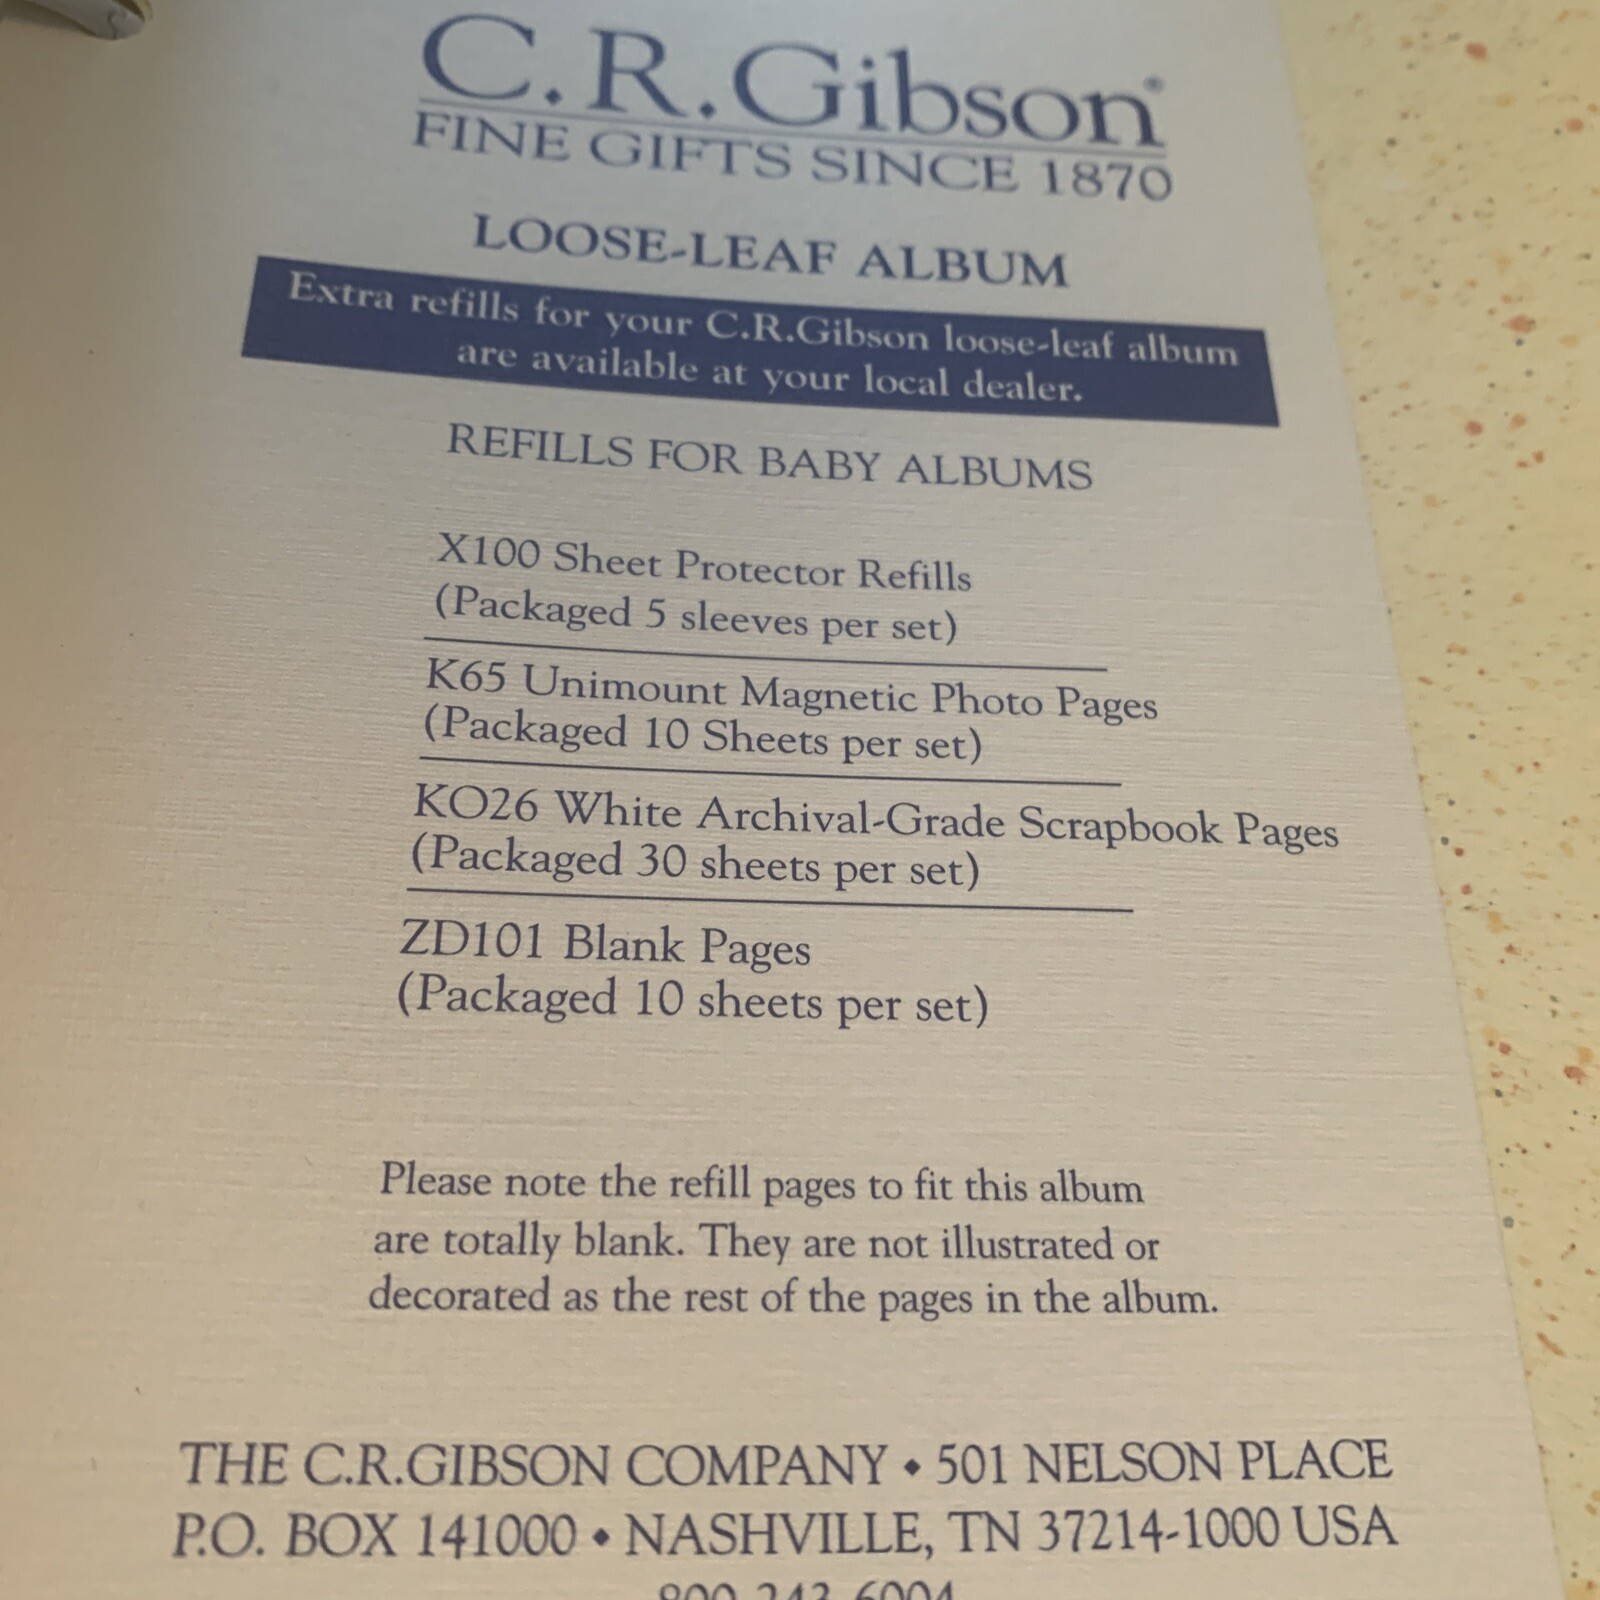 C.R.Gibson®
FINE GIFTS SINCE 1870
LOOSE-LEAF ALBUM
Extra refills for your C.R.Gibson loose-leaf album
are available at your local dealer.
REFILLS FOR BABY ALBUMS
X100 Sheet Protector Refills
(Packaged 5 sleeves per set)
K65 Unimount Magnetic Photo Pages
(Packaged 10 Sheets per set)
KO26 White Archival-Grade Scrapbook Pages
(Packaged 30 sheets per set)
ZD101 Blank Pages
(Packaged 10 sheets per set)
Please note the refill pages to fit this album
are totally blank. They are not illustrated or
decorated as the rest of the pages in the album.
THE C.R.GIBSON COMPANY • 501 NELSON PLACE
P.O. BOX 141000 • NASHVILLE, TN 37214-1000 USA
800-243-6004